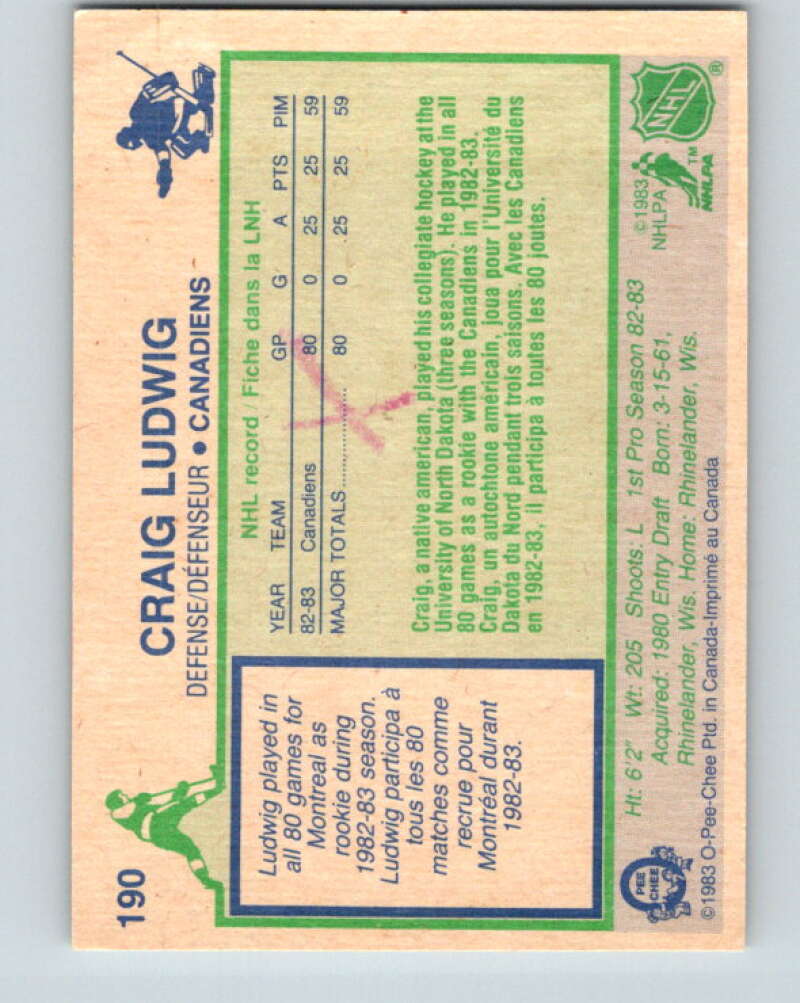 190
CRAIG LUDWIG
DEFENSE/DÉFENSEUR • CANADIENS
Ludwig played in
all 80 games for
Montreal as
rookie during
1982-83 season.
Ludwig participa à
tous les 80
matches comme
recrue pour
Montréal durant
1982-83.
NHL record / Fiche dans la LNH
YEAR TEAM GP G A PTS PIM
82-83 Canadiens 80 0 25 25 59
MAJOR TOTALS 80 0 25 25 59
Craig, a native american, played his collegiate hockey at the
University of North Dakota (three seasons). He played in all
80 games as a rookie with the Canadiens in 1982-83.
Craig, un autochtone américain, joua pour l'Université du
Dakota du Nord pendant trois saisons. Avec les Canadiens
en 1982-83, il participa à toutes les 80 joutes.
Ht: 6'2" Wt: 205 Shoots: L 1st Pro Season 82-83
Acquired: 1980 Entry Draft Born: 3-15-61,
Rhinelander, Wis. Home: Rhinelander, Wis.
©1983 O-Pee-Chee Ptd. in Canada-Imprimé au Canada
O PEE CHEE
©1983
NHLPA
NHL ®
NHLPA TM